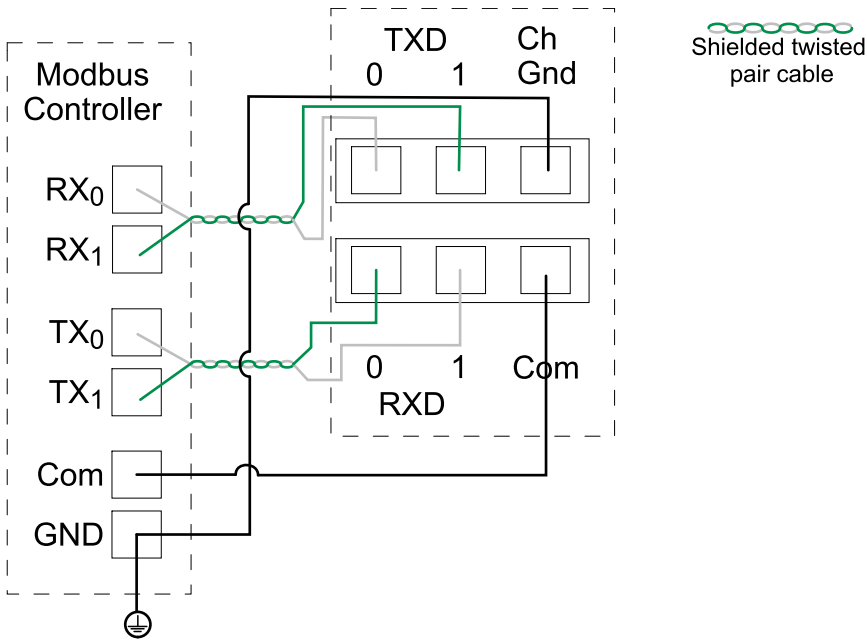 TXD
0 1
Ch
Gnd
Shielded twisted
pair cable
Modbus
Controller
RX0
RX1
TX0
TX1
Com
GND
0 1 Com
RXD